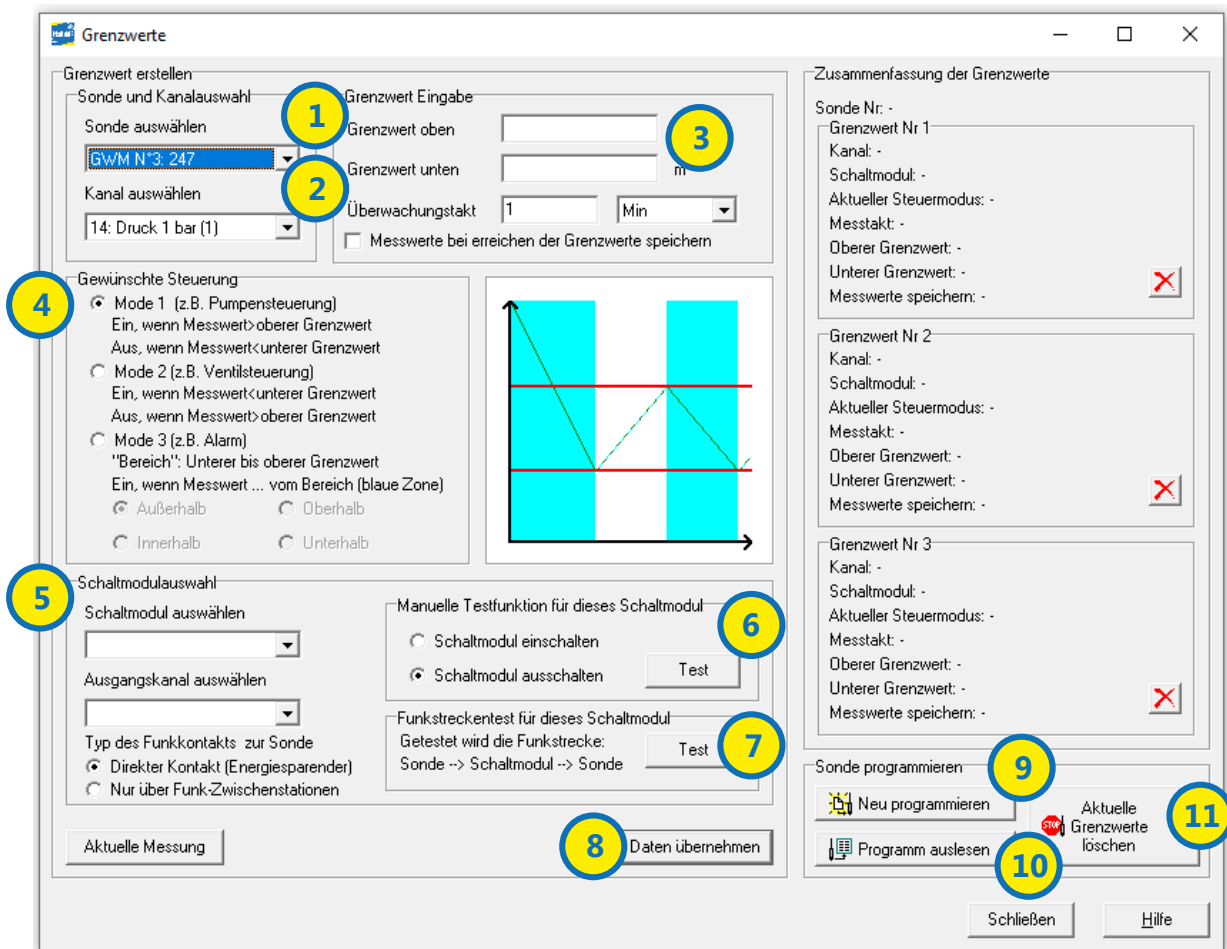 Grenzwerte
Grenzwert erstellen
Sonde und Kanalauswahl
Sonde auswählen
1
GWM N°3: 247
2
Kanal auswählen
14: Druck 1 bar (1)
Grenzwert Eingabe
Grenzwert oben
3
Grenzwert unten
m
Überwachungstakt 1 Min
Messwerte bei erreichen der Grenzwerte speichern
4
Gewünschte Steuerung
Mode 1 (z.B. Pumpensteuerung)
Ein, wenn Messwert>oberer Grenzwert
Aus, wenn Messwert<unterer Grenzwert
Mode 2 (z.B. Ventilsteuerung)
Ein, wenn Messwert<unterer Grenzwert
Aus, wenn Messwert>oberer Grenzwert
Mode 3 (z.B. Alarm)
"Bereich": Unterer bis oberer Grenzwert
Ein, wenn Messwert ... vom Bereich (blaue Zone)
Außerhalb Oberhalb
Innerhalb Unterhalb
5
Schaltmodulauswahl
Schaltmodul auswählen
Ausgangskanal auswählen
Typ des Funkkontakts zur Sonde
Direkter Kontakt (Energiesparender)
Nur über Funk-Zwischenstationen
Manuelle Testfunktion für dieses Schaltmodul
6
Schaltmodul einschalten
Schaltmodul ausschalten
Test
Funkstreckentest für dieses Schaltmodul
7
Getestet wird die Funkstrecke:
Sonde --> Schaltmodul --> Sonde
Test
Aktuelle Messung
8
Daten übernehmen
Zusammenfassung der Grenzwerte
Sonde Nr: -
Grenzwert Nr 1
Kanal: -
Schaltmodul: -
Aktueller Steuermodus: -
Messtakt: -
Oberer Grenzwert: -
Unterer Grenzwert: -
Messwerte speichern: -
Grenzwert Nr 2
Kanal: -
Schaltmodul: -
Aktueller Steuermodus: -
Messtakt: -
Oberer Grenzwert: -
Unterer Grenzwert: -
Messwerte speichern: -
Grenzwert Nr 3
Kanal: -
Schaltmodul: -
Aktueller Steuermodus: -
Messtakt: -
Oberer Grenzwert: -
Unterer Grenzwert: -
Messwerte speichern: -
Sonde programmieren
9
Neu programmieren
Programm auslesen
10
STOP
Aktuelle
Grenzwerte
löschen
11
Schließen
Hilfe